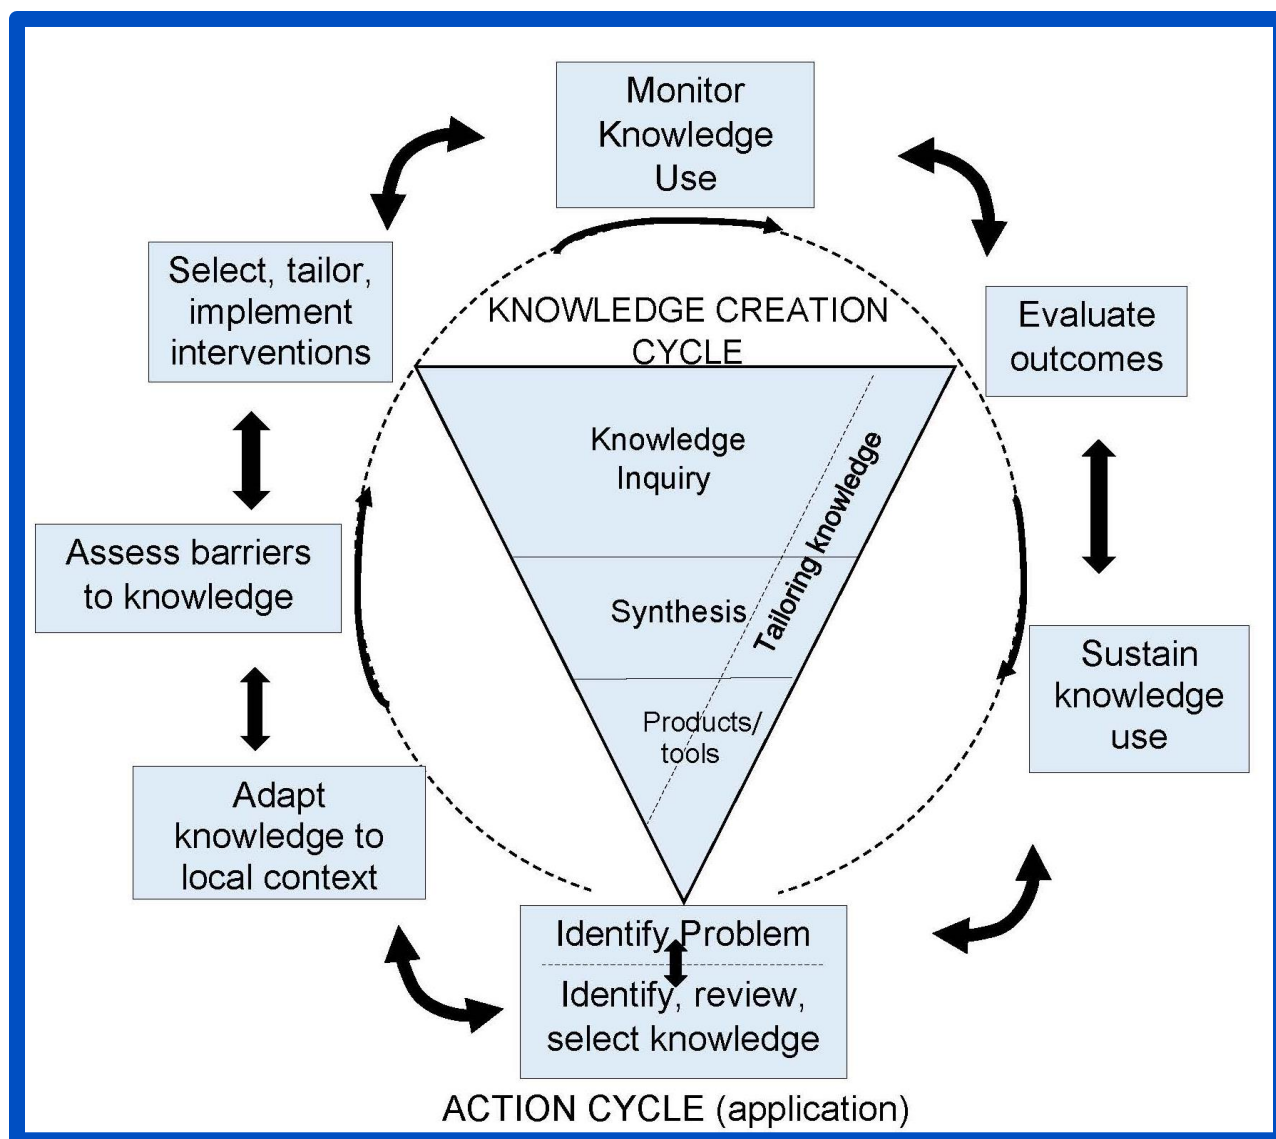 Monitor
Knowledge
Use
Select, tailor,
implement
interventions
KNOWLEDGE CREATION
CYCLE
Evaluate
outcomes
Knowledge
Inquiry
Tailoring knowledge
Assess barriers
to knowledge
Synthesis
Sustain
knowledge
use
Products/
tools
Adapt
knowledge to
local context
Identify Problem
Identify, review,
select knowledge
ACTION CYCLE (application)